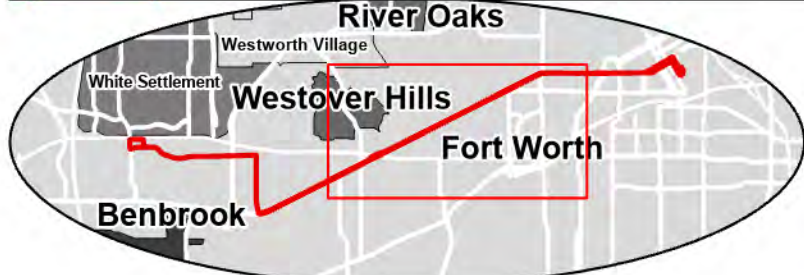 River Oaks
Westworth Village
White Settlement
Westover Hills
Fort Worth
Benbrook